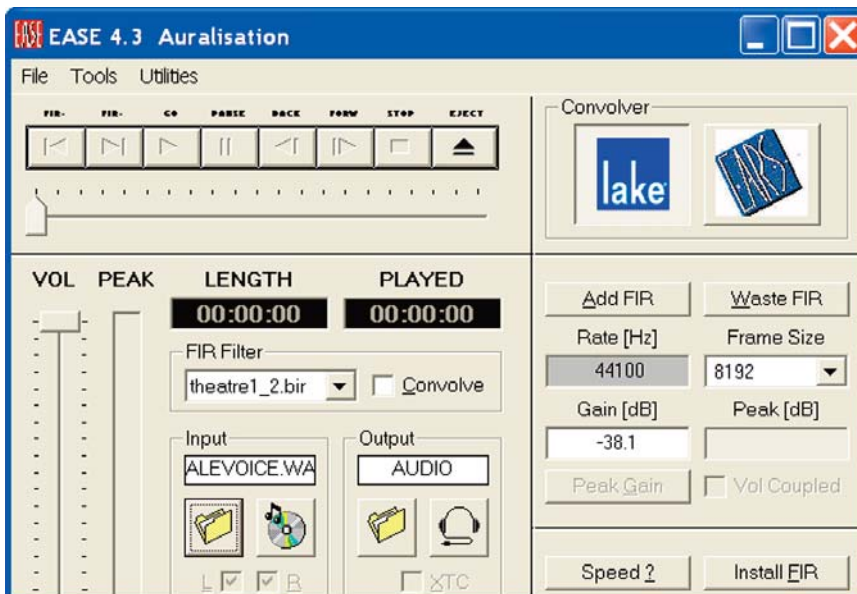 EASE EASE 4.3 Auralisation
File Tools Utilities
FIR- FIR- GO PAUSE BACK FORW STOP EJECT
Convolver
lake
EARS
VOL PEAK LENGTH PLAYED
00:00:00 00:00:00
Add FIR Waste FIR
Rate [Hz] Frame Size
44100 8192
FIR Filter
theatre1_2.bir Convolve
Gain [dB] Peak [dB]
-38.1
Input Output
ALEVOICE.WA AUDIO
Peak Gain Vol Coupled
L R XTC
Speed ? Install FIR